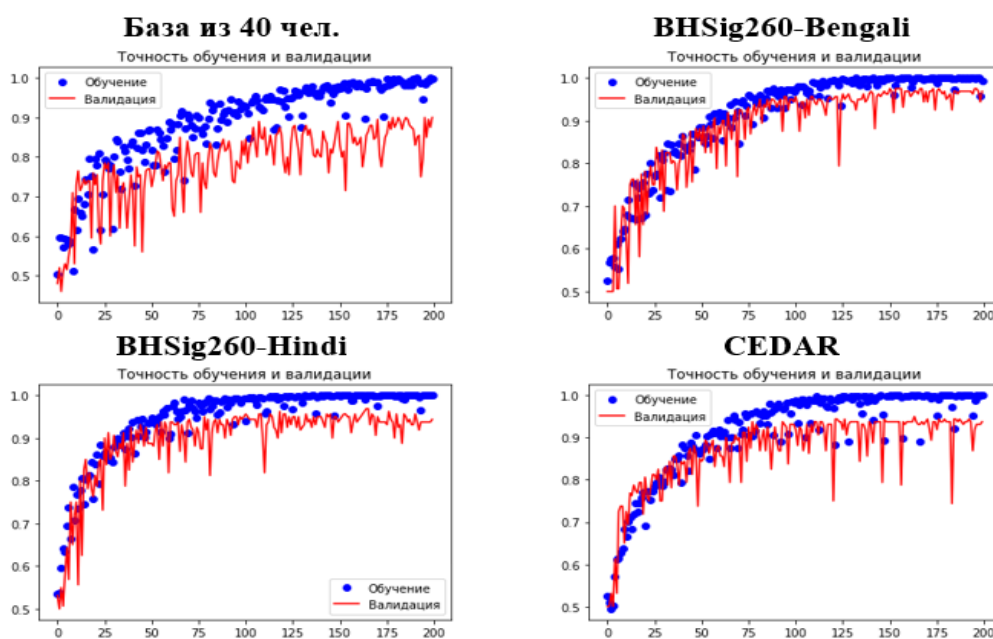 База из 40 чел.
Точность обучения и валидации
Обучение
Валидация
1.0
0.9
0.8
0.7
0.6
0.5
0 25 50 75 100 125 150 175 200
BHSig260-Bengali
Точность обучения и валидации
Обучение
Валидация
1.0
0.9
0.8
0.7
0.6
0.5
0 25 50 75 100 125 150 175 200
BHSig260-Hindi
Точность обучения и валидации
1.0
0.9
0.8
0.7
0.6
0.5
Обучение
Валидация
0 25 50 75 100 125 150 175 200
CEDAR
Точность обучения и валидации
Обучение
Валидация
1.0
0.9
0.8
0.7
0.6
0.5
0 25 50 75 100 125 150 175 200